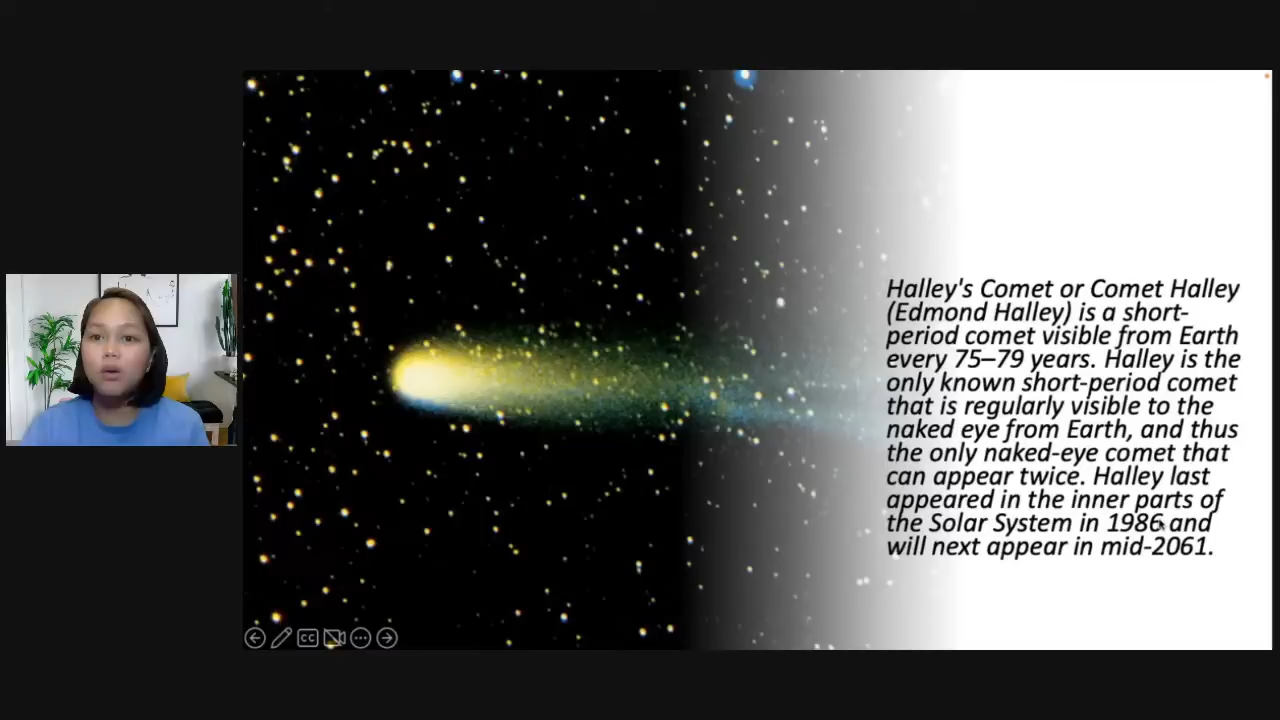 Halley's Comet or Comet Halley
(Edmond Halley) is a short-
period comet visible from Earth
every 75–79 years. Halley is the
only known short-period comet
that is regularly visible to the
naked eye from Earth, and thus
the only naked-eye comet that
can appear twice. Halley last
appeared in the inner parts of
the Solar System in 1986 and
will next appear in mid-2061.
CC